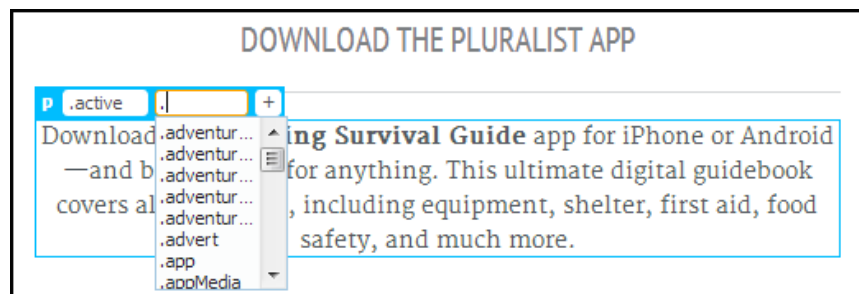 DOWNLOAD THE PLURALIST APP
p .active . +
Download ing Survival Guide app for iPhone or Android
—and b for anything. This ultimate digital guidebook
covers al , including equipment, shelter, first aid, food
safety, and much more.
.adventur...
.adventur...
.adventur...
.adventur...
.adventur...
.advert
.app
.appMedia